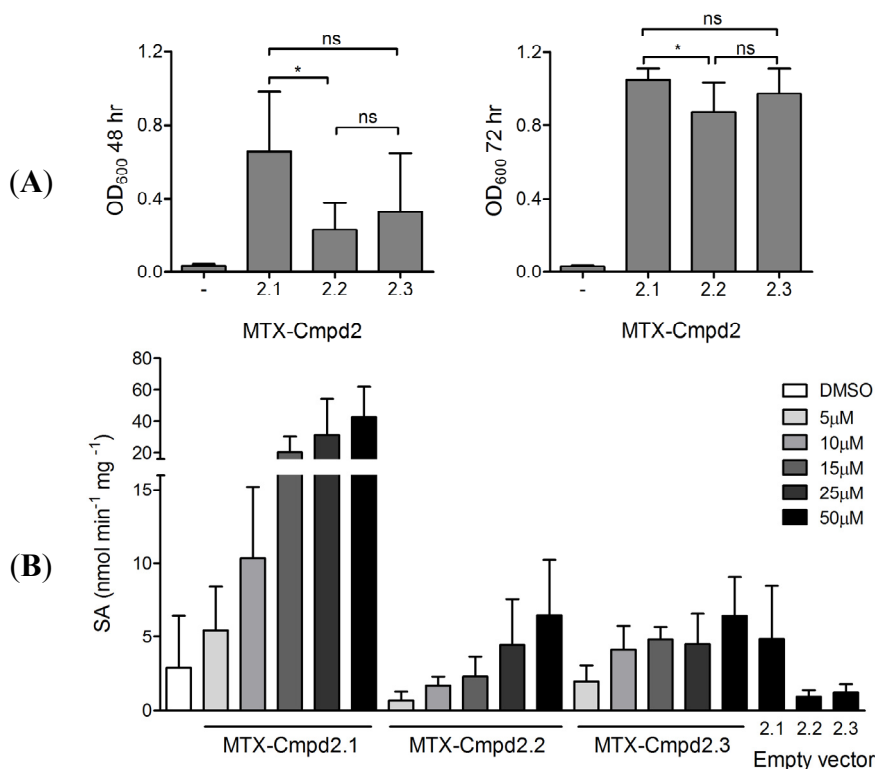 (A)
ns
* ns
1.2
0.8
0.4
0.0
OD600 48 hr
- 2.1 2.2 2.3
MTX-Cmpd2
ns
* ns
1.2
0.8
0.4
0.0
OD600 72 hr
- 2.1 2.2 2.3
MTX-Cmpd2
(B)
80
60
40
20
15
10
5
0
SA (nmol min-1 mg -1)
DMSO
5μM
10μM
15μM
25μM
50μM
MTX-Cmpd2.1 MTX-Cmpd2.2 MTX-Cmpd2.3
2.1 2.2 2.3
Empty vector